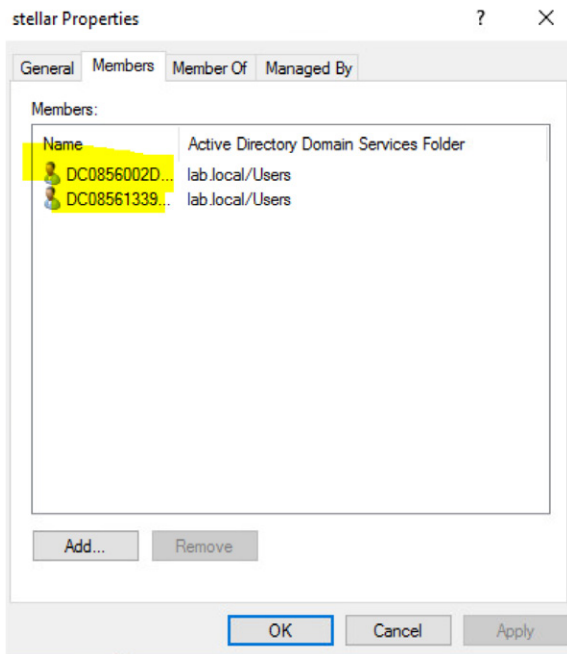 stellar Properties ? X
General Members Member Of Managed By
Members:
Name Active Directory Domain Services Folder
DC0856002D... lab.local/Users
DC08561339... lab.local/Users
Add... Remove
OK Cancel Apply